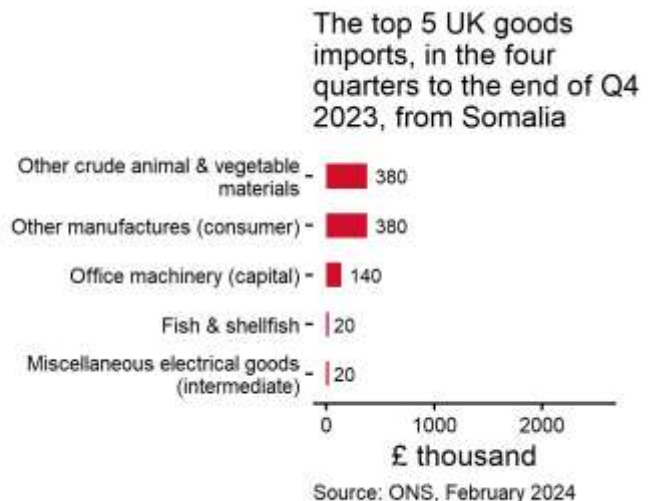 The top 5 UK goods
imports, in the four
quarters to the end of Q4
2023, from Somalia
Other crude animal & vegetable
materials
380
Other manufactures (consumer)
380
Office machinery (capital)
140
Fish & shellfish
20
Miscellaneous electrical goods
(intermediate)
20
0 1000 2000
£ thousand
Source: ONS, February 2024